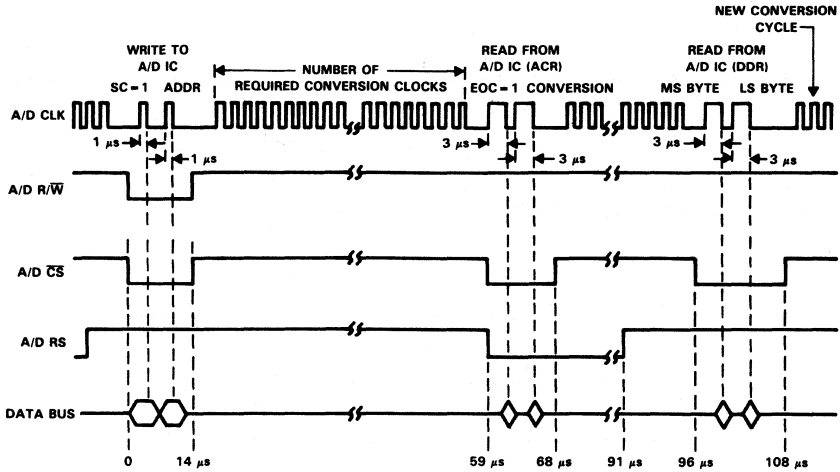 NEW CONVERSION
CYCLE
WRITE TO
A/D IC
NUMBER OF
REQUIRED CONVERSION CLOCKS
READ FROM
A/D IC (ACR)
READ FROM
A/D IC (DDR)
SC = 1 ADDR
EOC = 1 CONVERSION
MS BYTE LS BYTE
A/D CLK
1 μs
1 μs
3 μs
3 μs
3 μs
3 μs
A/D R/W̅
A/D C̅S̅
A/D RS
DATA BUS
0 14 μs 59 μs 68 μs 91 μs 96 μs 108 μs